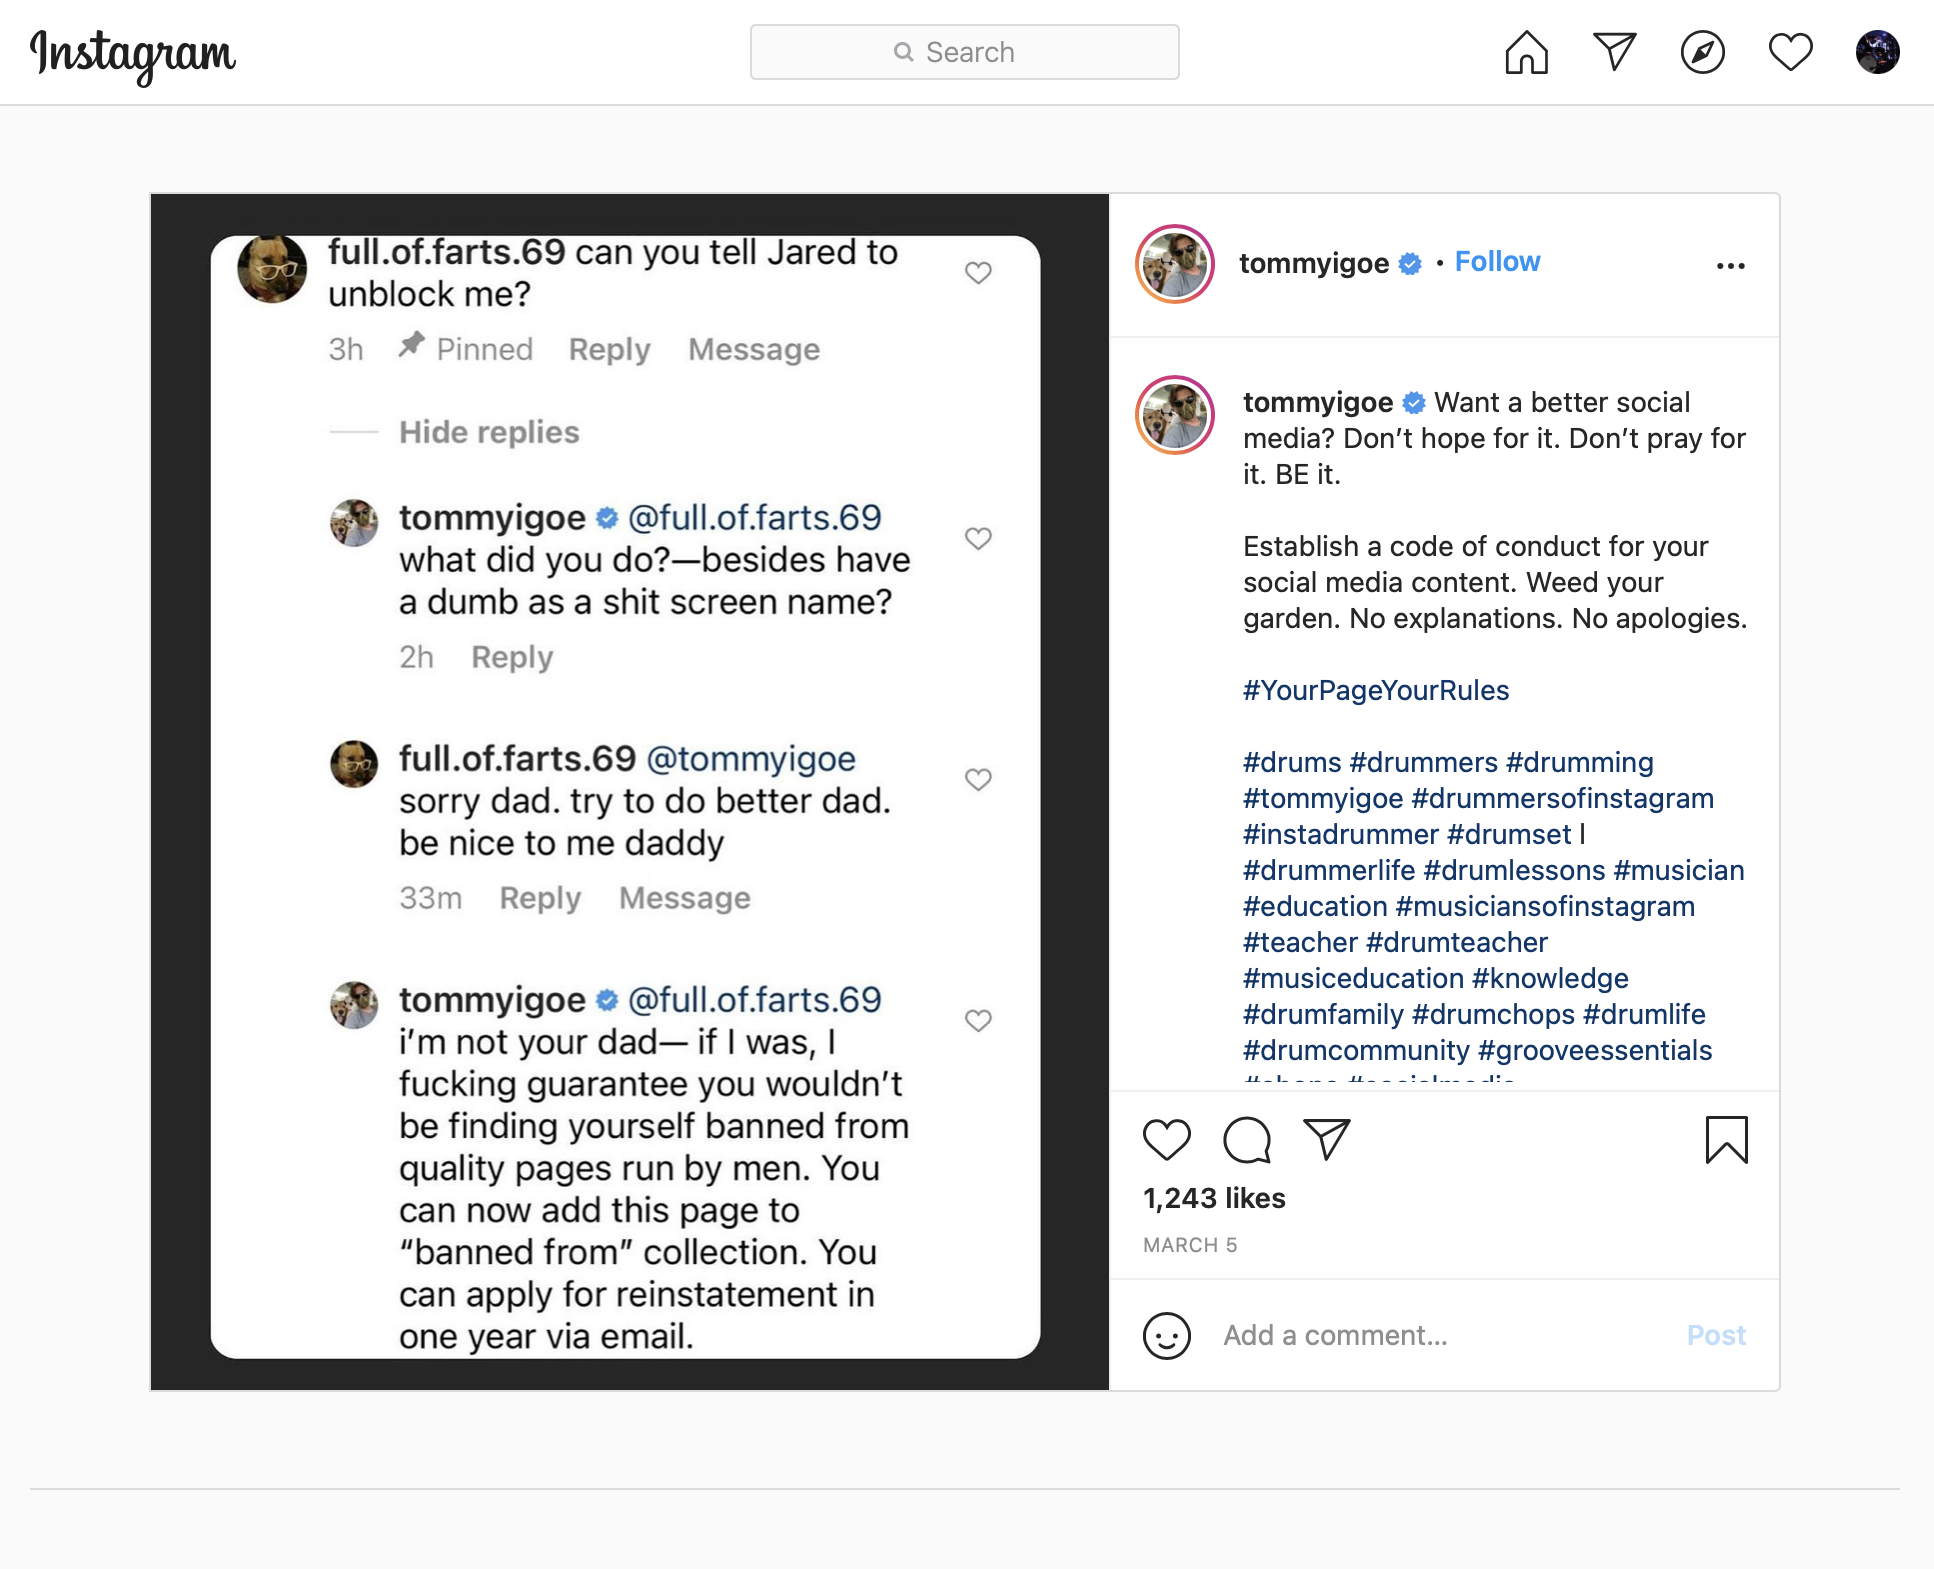 Instagram
Search
full.of.farts.69 can you tell Jared to
unblock me?
3h Pinned Reply Message
Hide replies
tommyigoe @full.of.farts.69
what did you do?—besides have
a dumb as a shit screen name?
2h Reply
full.of.farts.69 @tommyigoe
sorry dad. try to do better dad.
be nice to me daddy
33m Reply Message
tommyigoe @full.of.farts.69
i'm not your dad— if I was, I
fucking guarantee you wouldn't
be finding yourself banned from
quality pages run by men. You
can now add this page to
“banned from” collection. You
can apply for reinstatement in
one year via email.
tommyigoe • Follow
tommyigoe Want a better social
media? Don't hope for it. Don't pray for
it. BE it.
Establish a code of conduct for your
social media content. Weed your
garden. No explanations. No apologies.
#YourPageYourRules
#drums #drummers #drumming
#tommyigoe #drummersofinstagram
#instadrummer #drumset l
#drummerlife #drumlessons #musician
#education #musiciansofinstagram
#teacher #drumteacher
#musiceducation #knowledge
#drumfamily #drumchops #drumlife
#drumcommunity #grooveessentials
#socialmedia
1,243 likes
MARCH 5
Add a comment...
Post